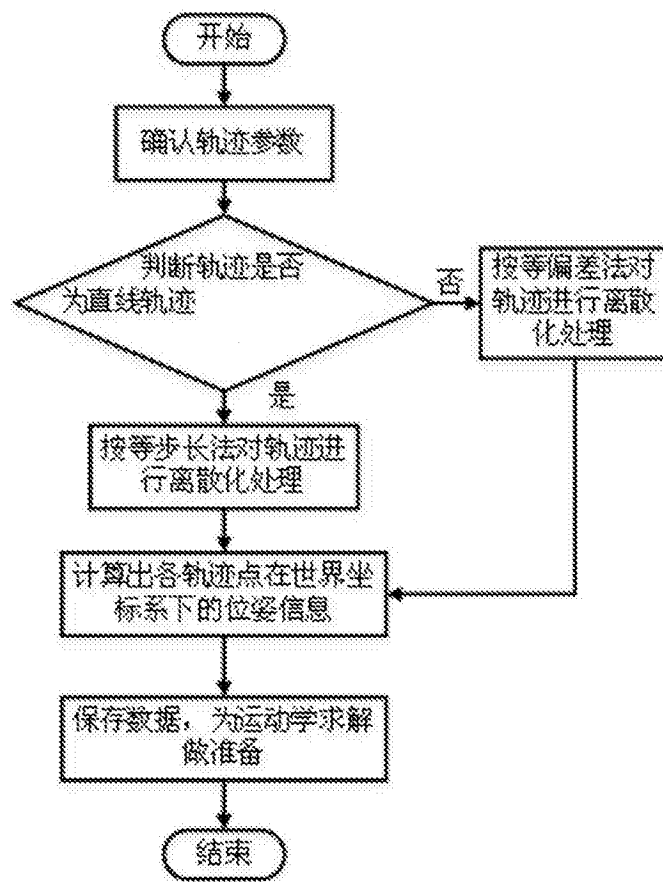 开始
确认轨迹参数
判断轨迹是否
为直线轨迹
否
按等偏差法对
轨迹进行离散
化处理
是
按等步长法对轨迹进
行离散化处理
计算出各轨迹点在世界坐
标系下的位姿信息
保存数据，为运动学求解
做准备
结束